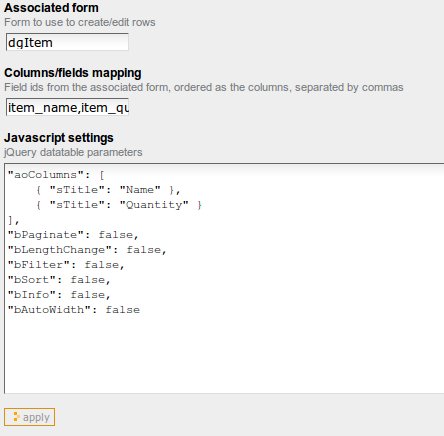 Associated form
Form to use to create/edit rows
dgItem
Columns/fields mapping
Field ids from the associated form, ordered as the columns, separated by commas
item_name,item_qu
Javascript settings
jQuery datatable parameters
"aoColumns": [
    { "sTitle": "Name" },
    { "sTitle": "Quantity" }
],
"bPaginate": false,
"bLengthChange": false,
"bFilter": false,
"bSort": false,
"bInfo": false,
"bAutoWidth": false
apply